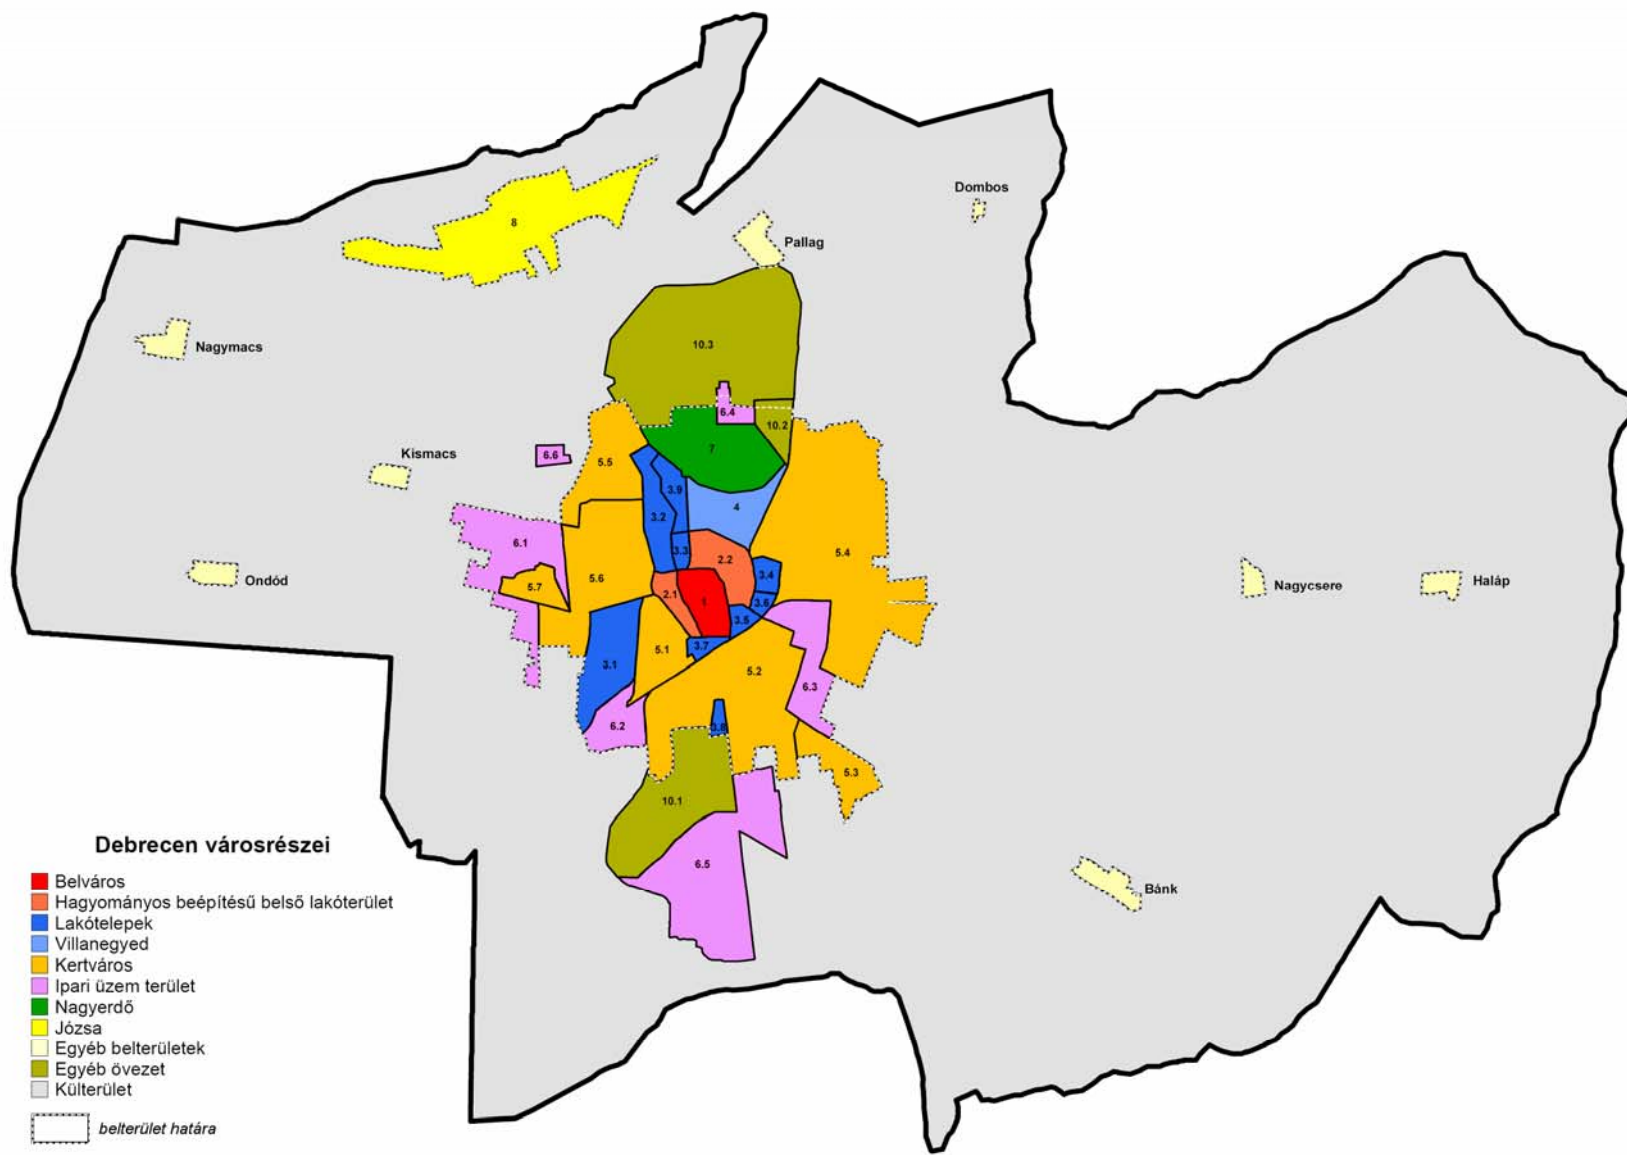 Dombos
8
Pallag
Nagymacs
10.3
6.4
10.2
7
Kismacs
6.6
5.5
3.9
3.2
4
6.1
3.3
2.2
5.4
Ondód
5.7
5.6
3.4
Nagycsere
Haláp
2.1
1
3.6
3.5
3.7
5.1
3.1
5.2
6.3
6.2
3.8
5.3
10.1
6.5
Bánk
Debrecen városrészei
Belváros
Hagyományos beépítésű belső lakóterület
Lakótelepek
Villanegyed
Kertváros
Ipari üzem terület
Nagyerdő
Józsa
Egyéb belterületek
Egyéb övezet
Külterület
belterület határa